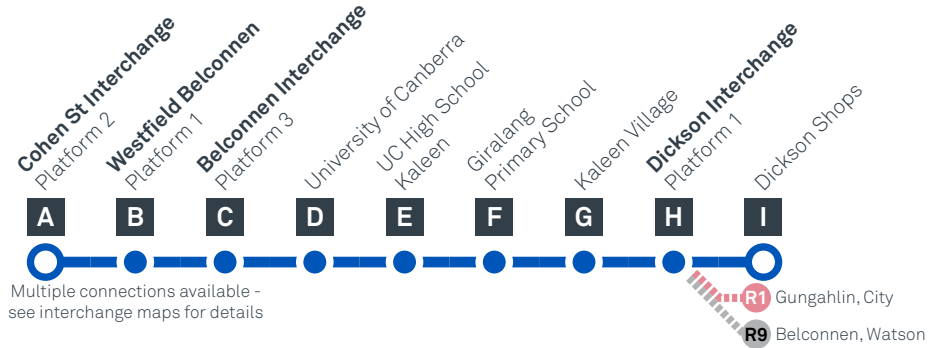 Cohen St Interchange
Platform 2
Westfield Belconnen
Platform 1
Belconnen Interchange
Platform 3
University of Canberra
UC High School
Kaleen
Giralang
Primary School
Kaleen Village
Dickson Interchange
Platform 1
Dickson Shops
A
B
C
D
E
F
G
H
I
Multiple connections available -
see interchange maps for details
R1 Gungahlin, City
R9 Belconnen, Watson